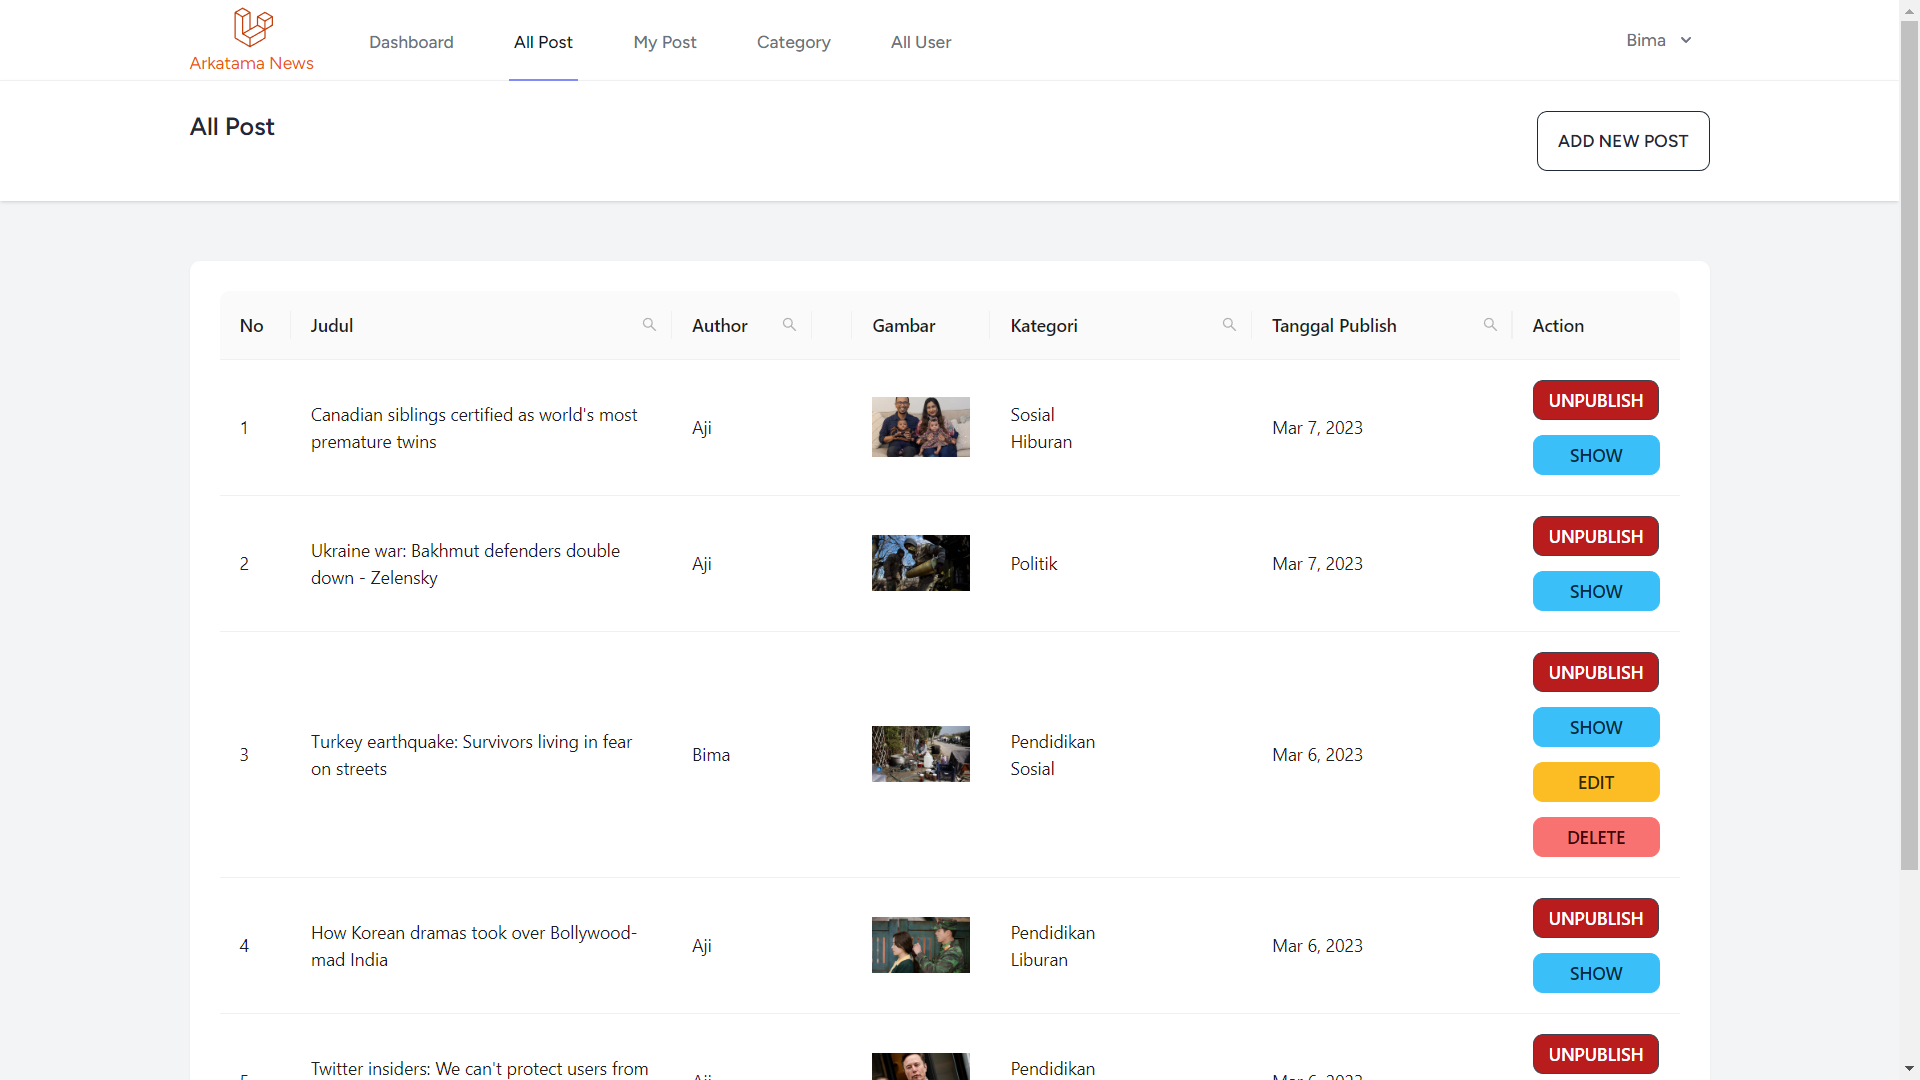 Arkatama News
Dashboard
All Post
My Post
Category
All User
Bima
All Post
ADD NEW POST
No
Judul
Author
Gambar
Kategori
Tanggal Publish
Action
1
Canadian siblings certified as world's most
premature twins
Aji
Sosial
Hiburan
Mar 7, 2023
UNPUBLISH
SHOW
2
Ukraine war: Bakhmut defenders double
down - Zelensky
Aji
Politik
Mar 7, 2023
UNPUBLISH
SHOW
3
Turkey earthquake: Survivors living in fear
on streets
Bima
Pendidikan
Sosial
Mar 6, 2023
UNPUBLISH
SHOW
EDIT
DELETE
4
How Korean dramas took over Bollywood-
mad India
Aji
Pendidikan
Liburan
Mar 6, 2023
UNPUBLISH
SHOW
Twitter insiders: We can't protect users from
Pendidikan
UNPUBLISH